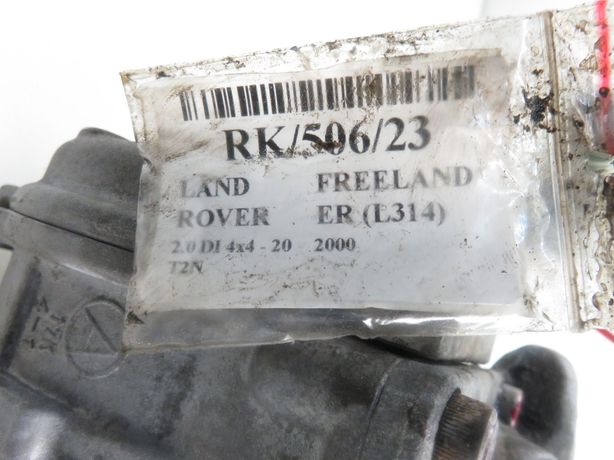 RK/506/23
LAND FREELAND
ROVER ER (L314)
2.0 DI 4x4 - 20 2000
T2N